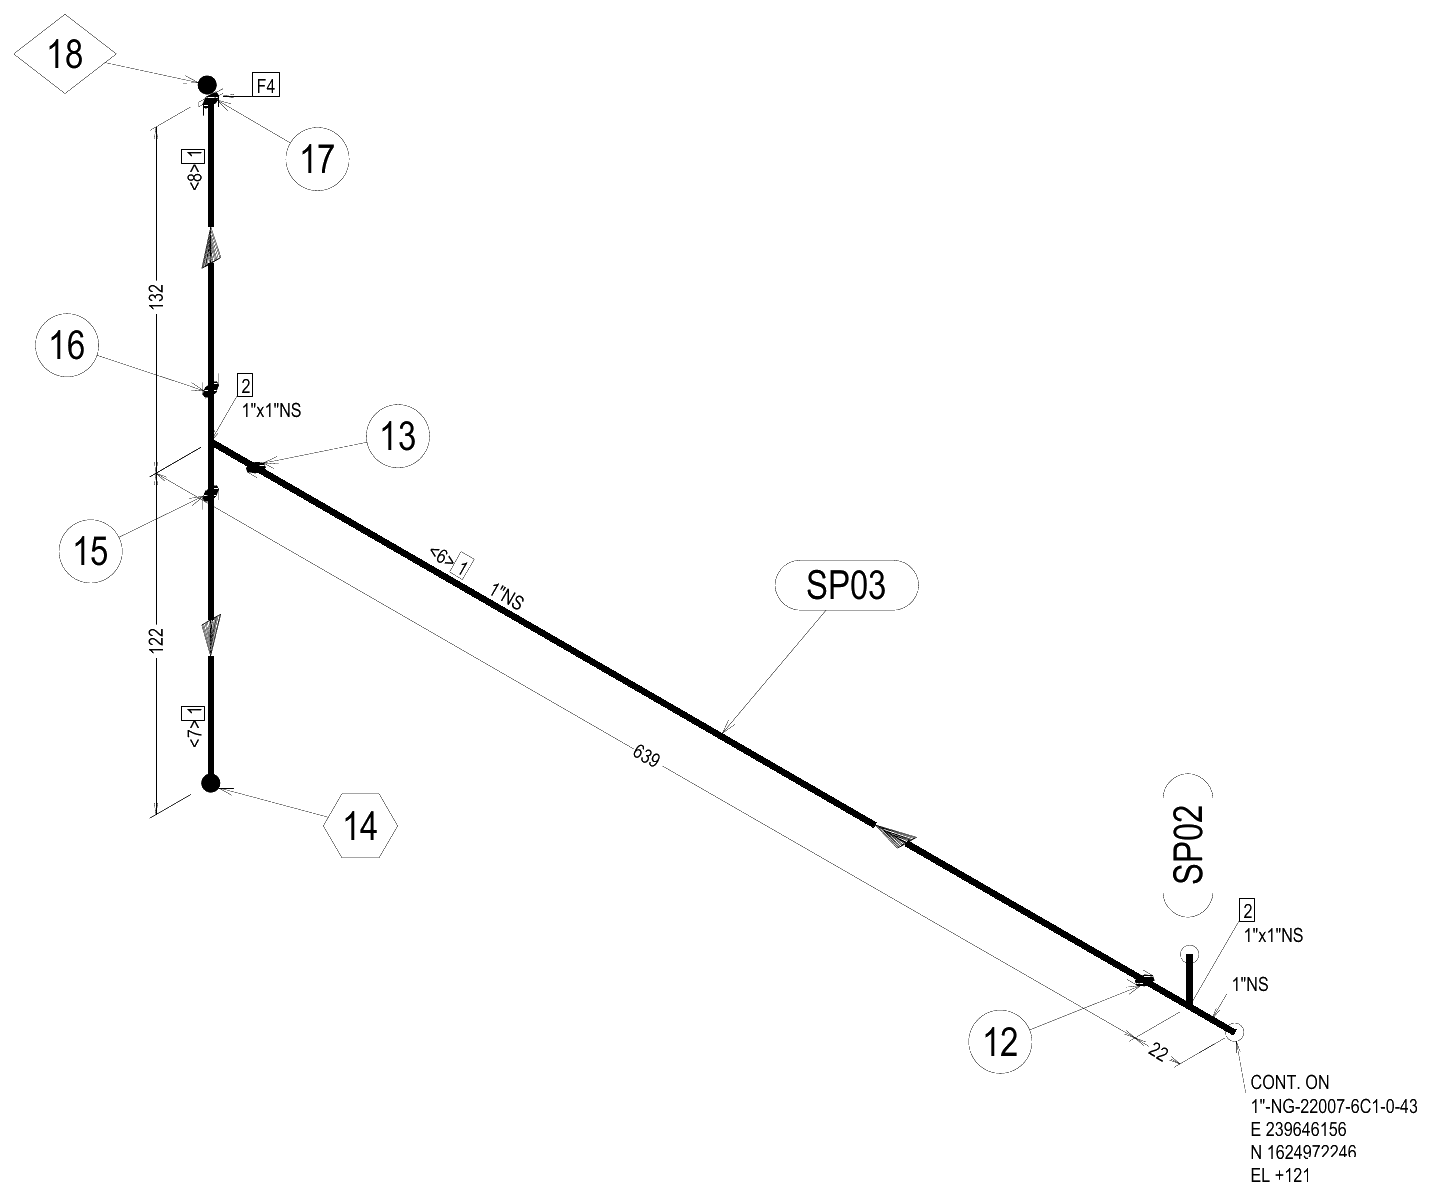 18
F4
17
<8> 1
132
16
2
1"x1"NS
13
15
<6> 1
1"NS
SP03
122
<7> 1
639
14
SP02
2
1"x1"NS
1"NS
12
22
CONT. ON
1"-NG-22007-6C1-0-43
E 239646156
N 1624972246
EL +121